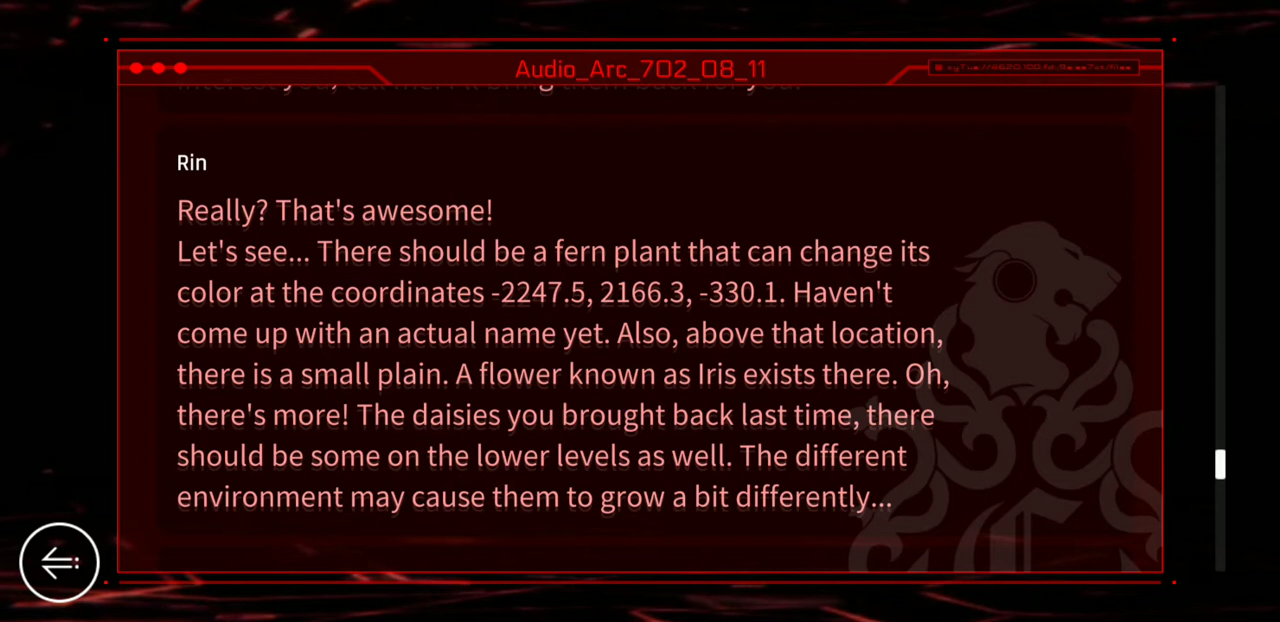 Audio_Arc_702_08_11
Rin
Really? That's awesome!
Let's see... There should be a fern plant that can change its
color at the coordinates -2247.5, 2166.3, -330.1. Haven't
come up with an actual name yet. Also, above that location,
there is a small plain. A flower known as Iris exists there. Oh,
there's more! The daisies you brought back last time, there
should be some on the lower levels as well. The different
environment may cause them to grow a bit differently...